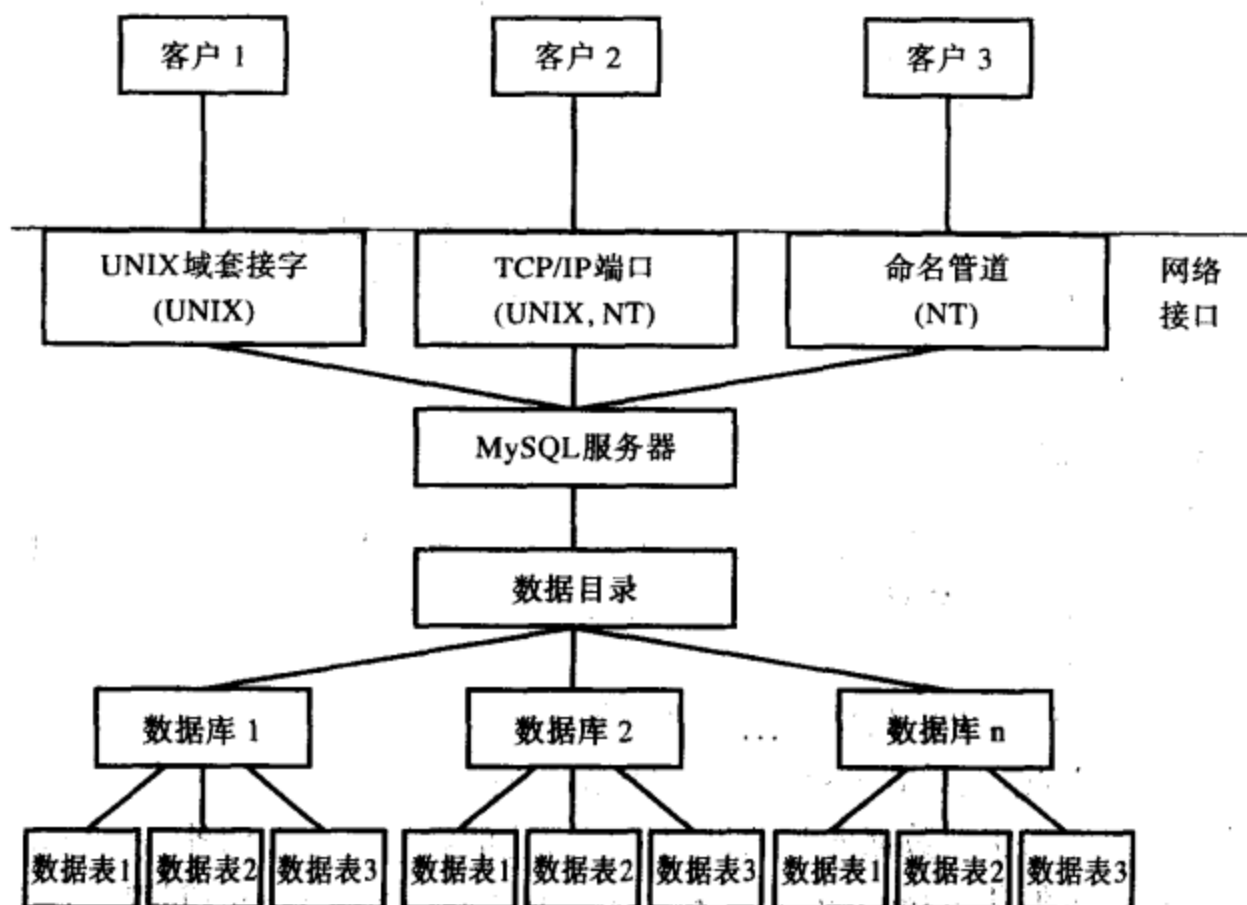 客户 1
客户 2
客户 3
UNIX域套接字
(UNIX)
TCP/IP端口
(UNIX, NT)
命名管道
(NT)
网络
接口
MySQL服务器
数据目录
数据库 1
数据库 2
...
数据库 n
数据表1
数据表2
数据表3
数据表1
数据表2
数据表3
数据表1
数据表2
数据表3